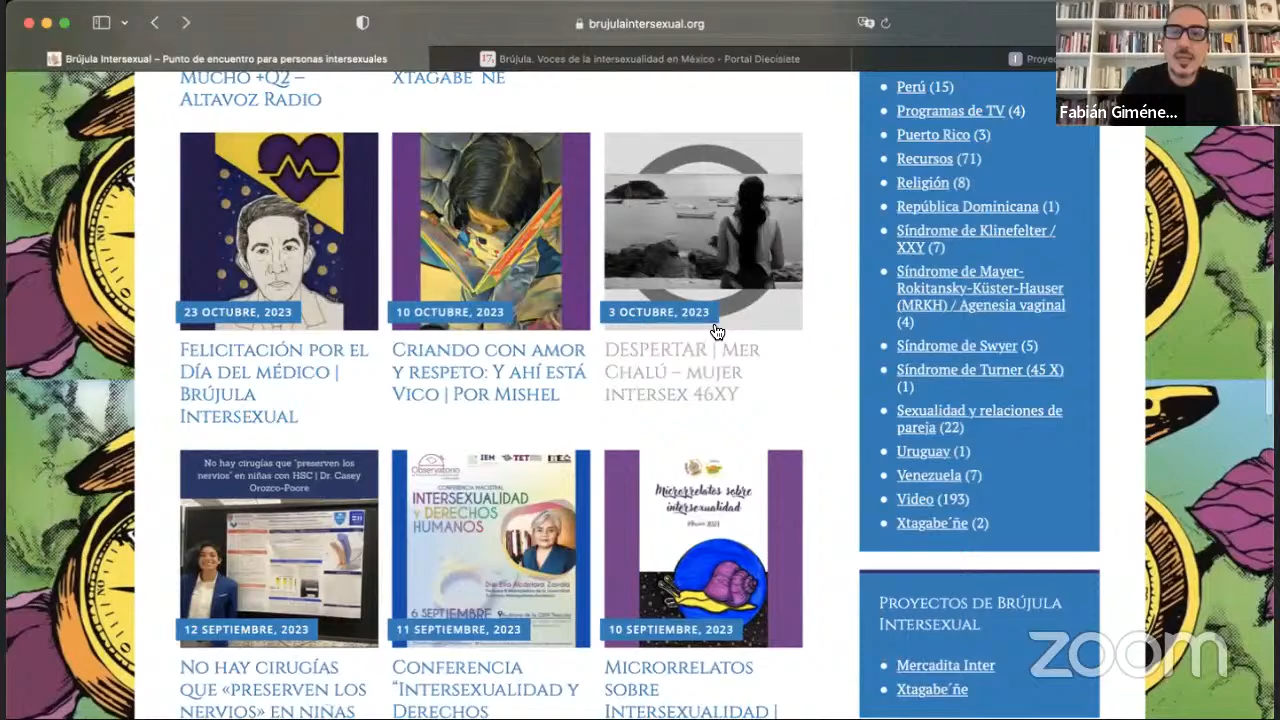 brujulaintersexual.org
Brújula Intersexual – Punto de encuentro para personas intersexuales
Brújula. Voces de la intersexualidad en México - Portal Diecisiete
Proye
Fabián Giméne...
MUCHO +Q2 –
ALTAVOZ RADIO
XTAGABE´ÑE
23 OCTUBRE, 2023
FELICITACIÓN POR EL
DÍA DEL MÉDICO |
BRÚJULA
INTERSEXUAL
10 OCTUBRE, 2023
CRIANDO CON AMOR
Y RESPETO: Y AHÍ ESTÁ
VICO | POR MISHEL
3 OCTUBRE, 2023
DESPERTAR | MER
CHALÚ – MUJER
INTERSEX 46XY
No hay cirugías que "preserven los
nervios" en niñas con HSC | Dr. Casey
Orozco-Poore
12 SEPTIEMBRE, 2023
NO HAY CIRUGÍAS
QUE «PRESERVEN LOS
NERVIOS» EN NIÑAS
Observatorio
CONFERENCIA MAGISTRAL
INTERSEXUALIDAD
Y DERECHOS
HUMANOS
6 SEPTIEMBRE
11 SEPTIEMBRE, 2023
CONFERENCIA
“INTERSEXUALIDAD Y
DERECHOS
Microrrelatos sobre
intersexualidad
10 SEPTIEMBRE, 2023
MICRORRELATOS
SOBRE
INTERSEXUALIDAD |
Perú (15)
Programas de TV (4)
Puerto Rico (3)
Recursos (71)
Religión (8)
República Dominicana (1)
Síndrome de Klinefelter /
XXY (7)
Síndrome de Mayer-
Rokitansky-Küster-Hauser
(MRKH) / Agenesia vaginal
(4)
Síndrome de Swyer (5)
Síndrome de Turner (45 X)
(1)
Sexualidad y relaciones de
pareja (22)
Uruguay (1)
Venezuela (7)
Video (193)
Xtagabe´ñe (2)
PROYECTOS DE BRÚJULA
INTERSEXUAL
Mercadita Inter
Xtagabe´ñe
zoom